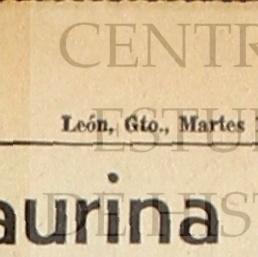 CENTR
León, Gto., Martes
ESTU
aurina
DE HIST